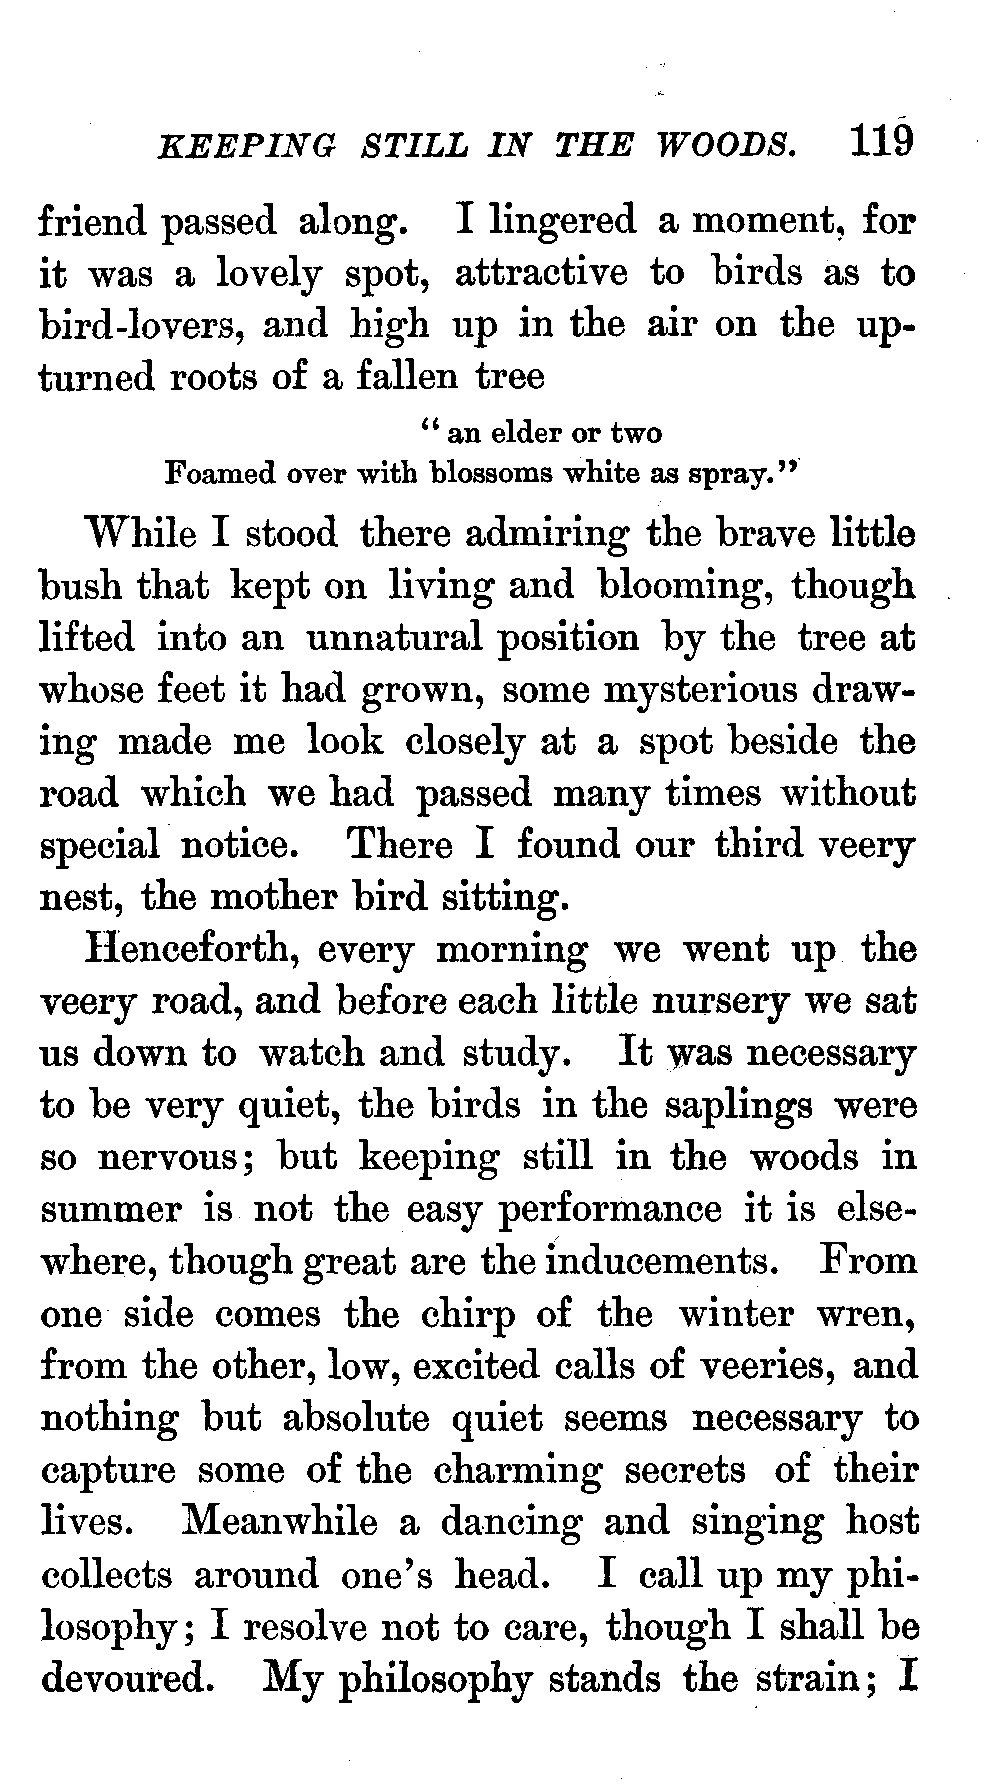 KEEPING STILL IN THE WOODS. 119
friend passed along. I lingered a moment, for
it was a lovely spot, attractive to birds as to
bird-lovers, and high up in the air on the up-
turned roots of a fallen tree
“ an elder or two
Foamed over with blossoms white as spray.”
While I stood there admiring the brave little
bush that kept on living and blooming, though
lifted into an unnatural position by the tree at
whose feet it had grown, some mysterious draw-
ing made me look closely at a spot beside the
road which we had passed many times without
special notice. There I found our third veery
nest, the mother bird sitting.
Henceforth, every morning we went up the
veery road, and before each little nursery we sat
us down to watch and study. It was necessary
to be very quiet, the birds in the saplings were
so nervous; but keeping still in the woods in
summer is not the easy performance it is else-
where, though great are the inducements. From
one side comes the chirp of the winter wren,
from the other, low, excited calls of veeries, and
nothing but absolute quiet seems necessary to
capture some of the charming secrets of their
lives. Meanwhile a dancing and singing host
collects around one’s head. I call up my phi-
losophy; I resolve not to care, though I shall be
devoured. My philosophy stands the strain; I